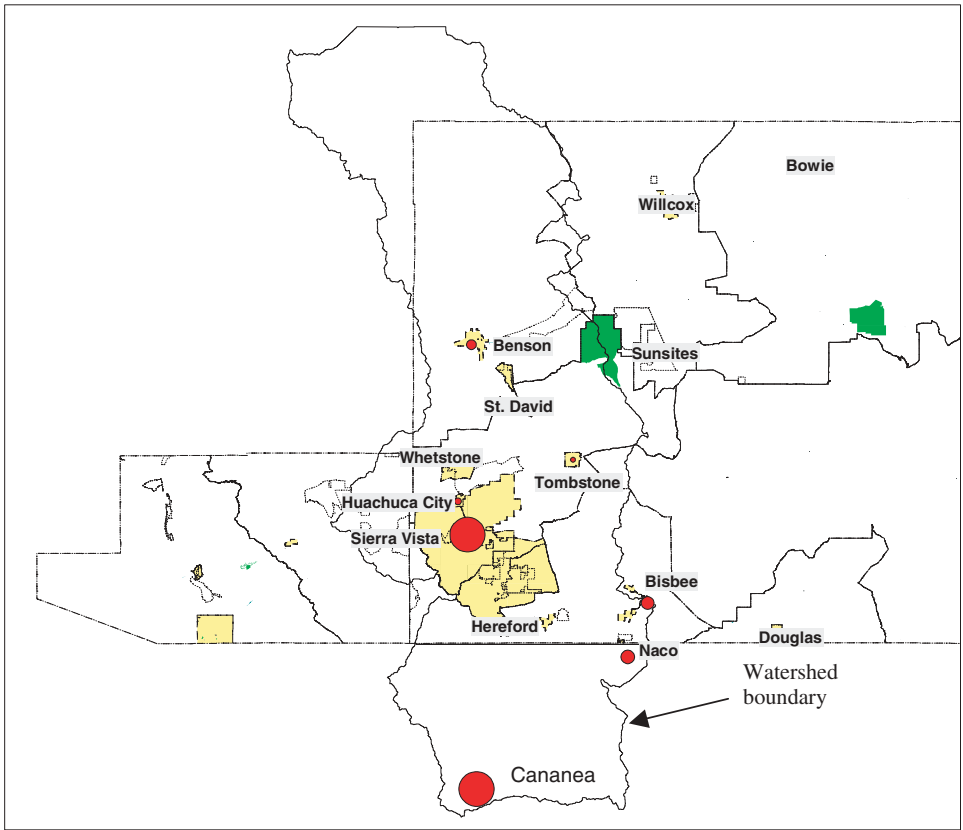 Bowie
Willcox
Benson
Sunsites
St. David
Whetstone
Tombstone
Huachuca City
Sierra Vista
Bisbee
Hereford
Douglas
Naco
Watershed
boundary
Cananea